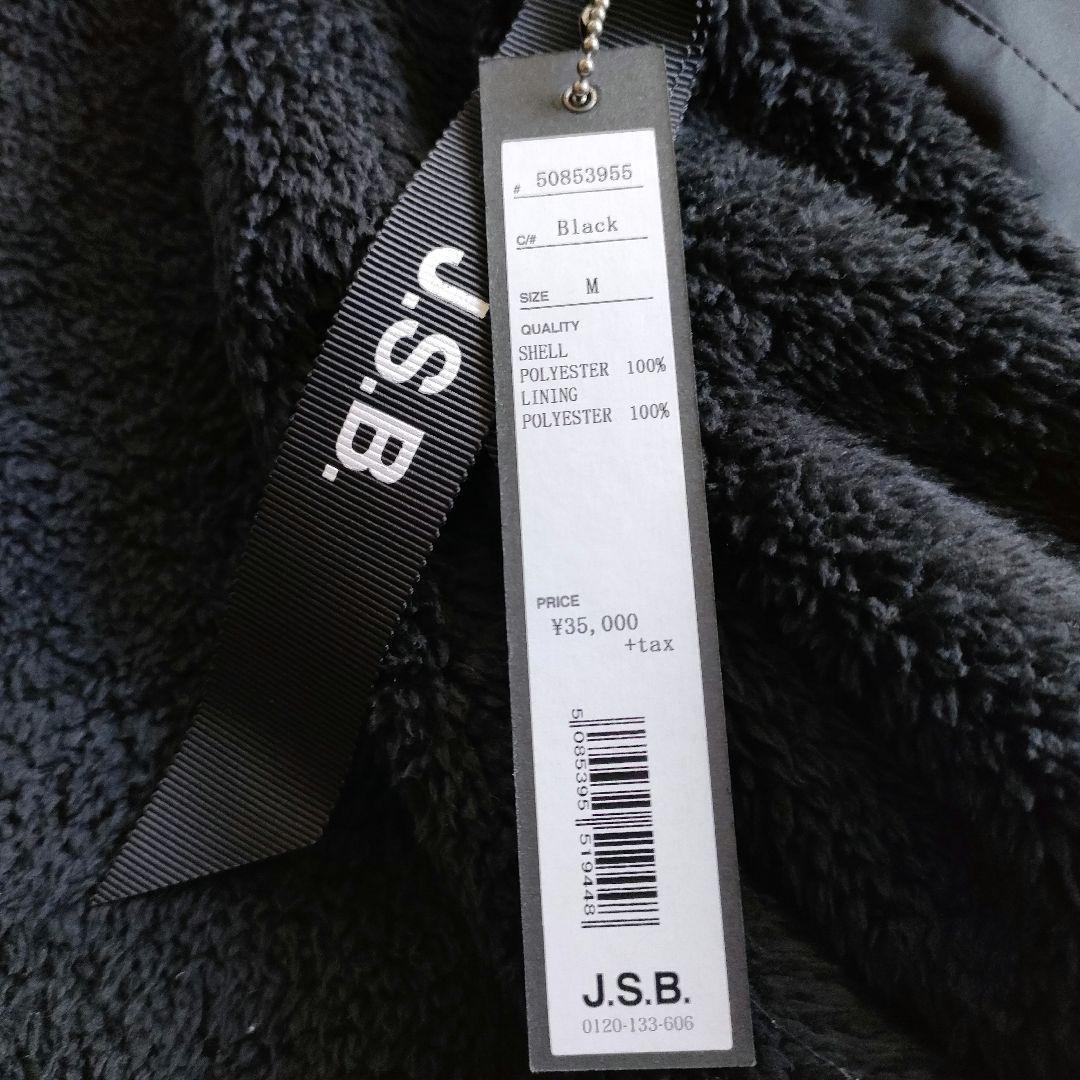 J.S.B.
# 50853955
C/# Black
SIZE M
QUALITY
SHELL
POLYESTER 100%
LINING
POLYESTER 100%
PRICE
¥35,000
+tax
5 085395 519448
J.S.B.
0120-133-606